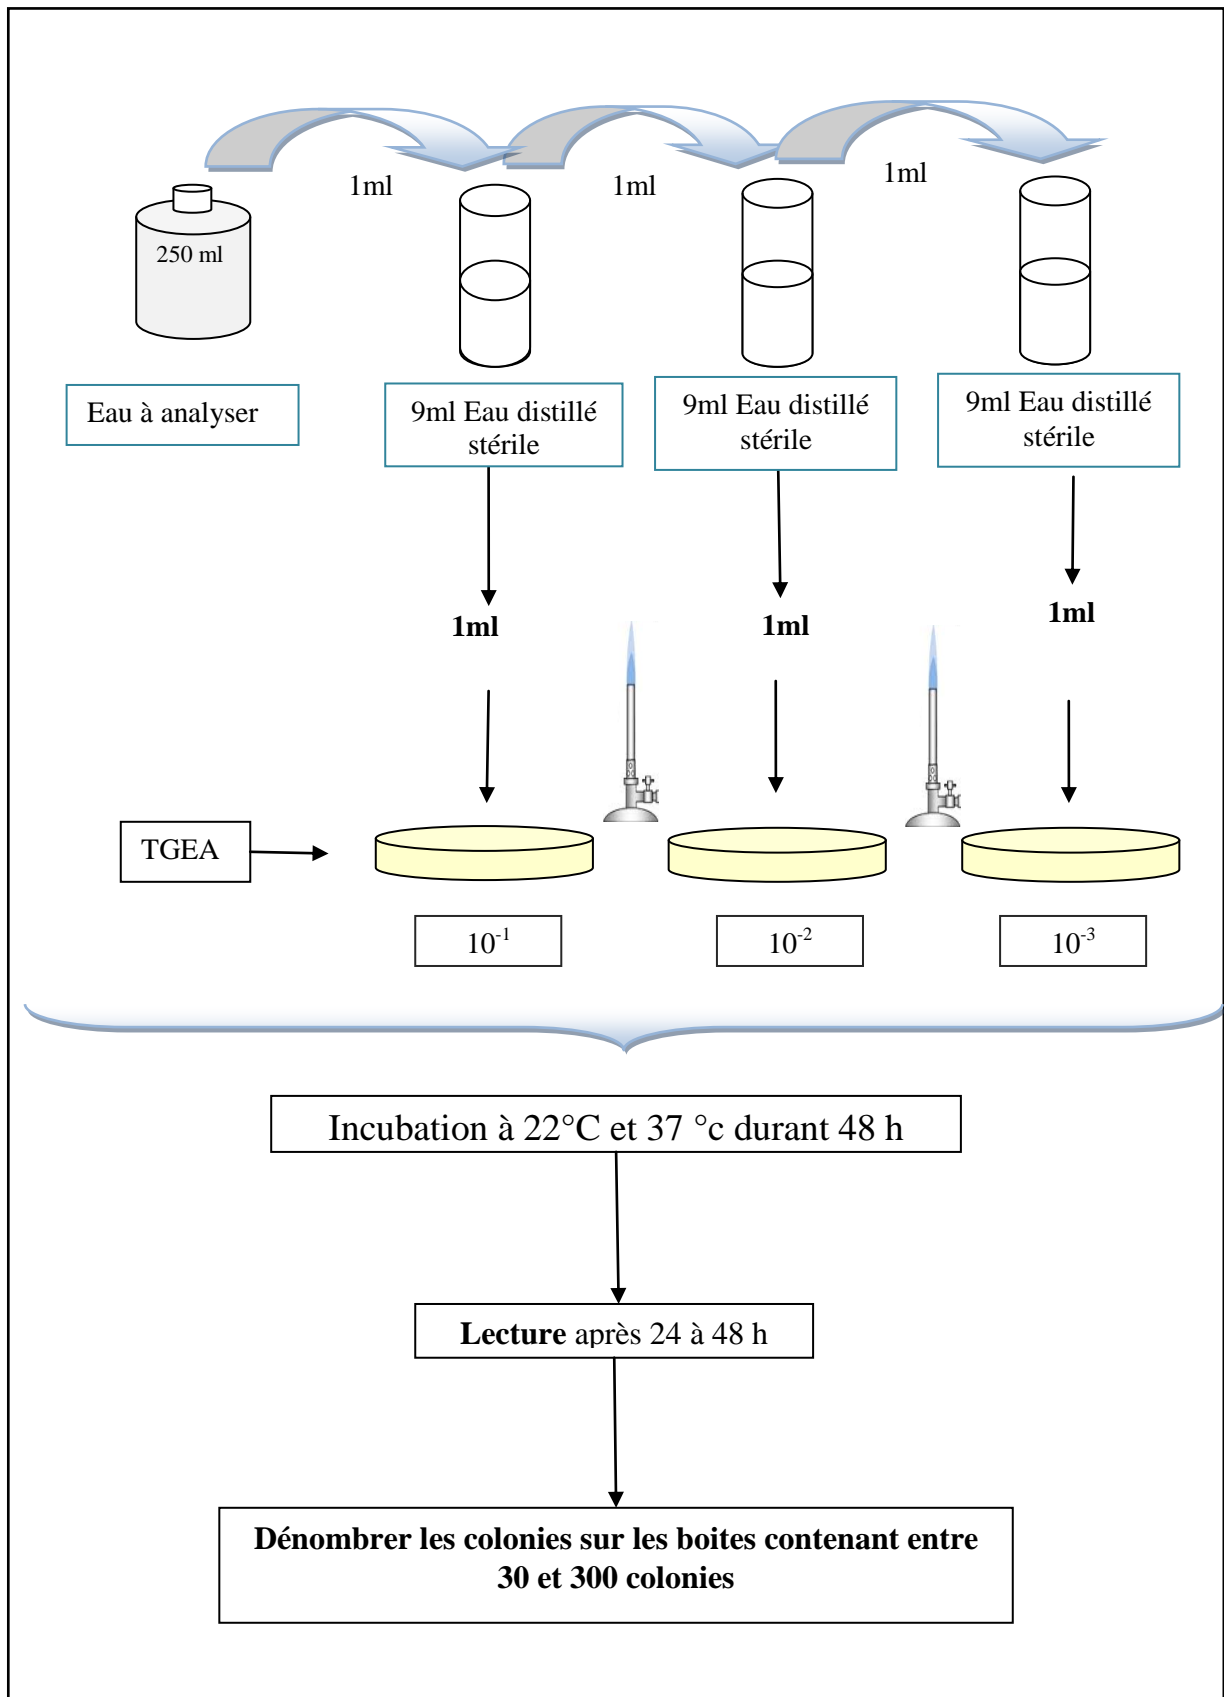 1ml
1ml
1ml
250 ml
Eau à analyser
9ml Eau distillé
stérile
9ml Eau distillé
stérile
9ml Eau distillé
stérile
1ml
1ml
1ml
TGEA
10⁻¹
10⁻²
10⁻³
Incubation à 22°C et 37 °c durant 48 h
Lecture après 24 à 48 h
Dénombrer les colonies sur les boites contenant entre
30 et 300 colonies